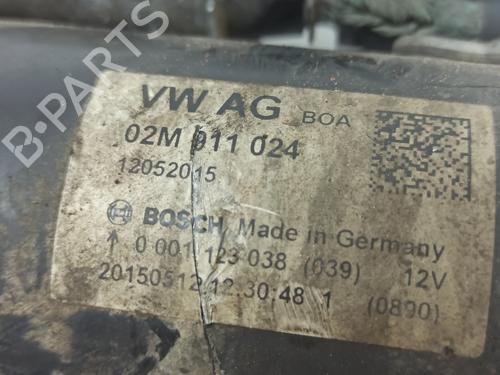 B-PARTS
VW AG BOA
02M 911 024
12052015
BOSCH Made in Germany
0 001 123 038 (039) 12V
20150512 12:30:48 1 (0890)